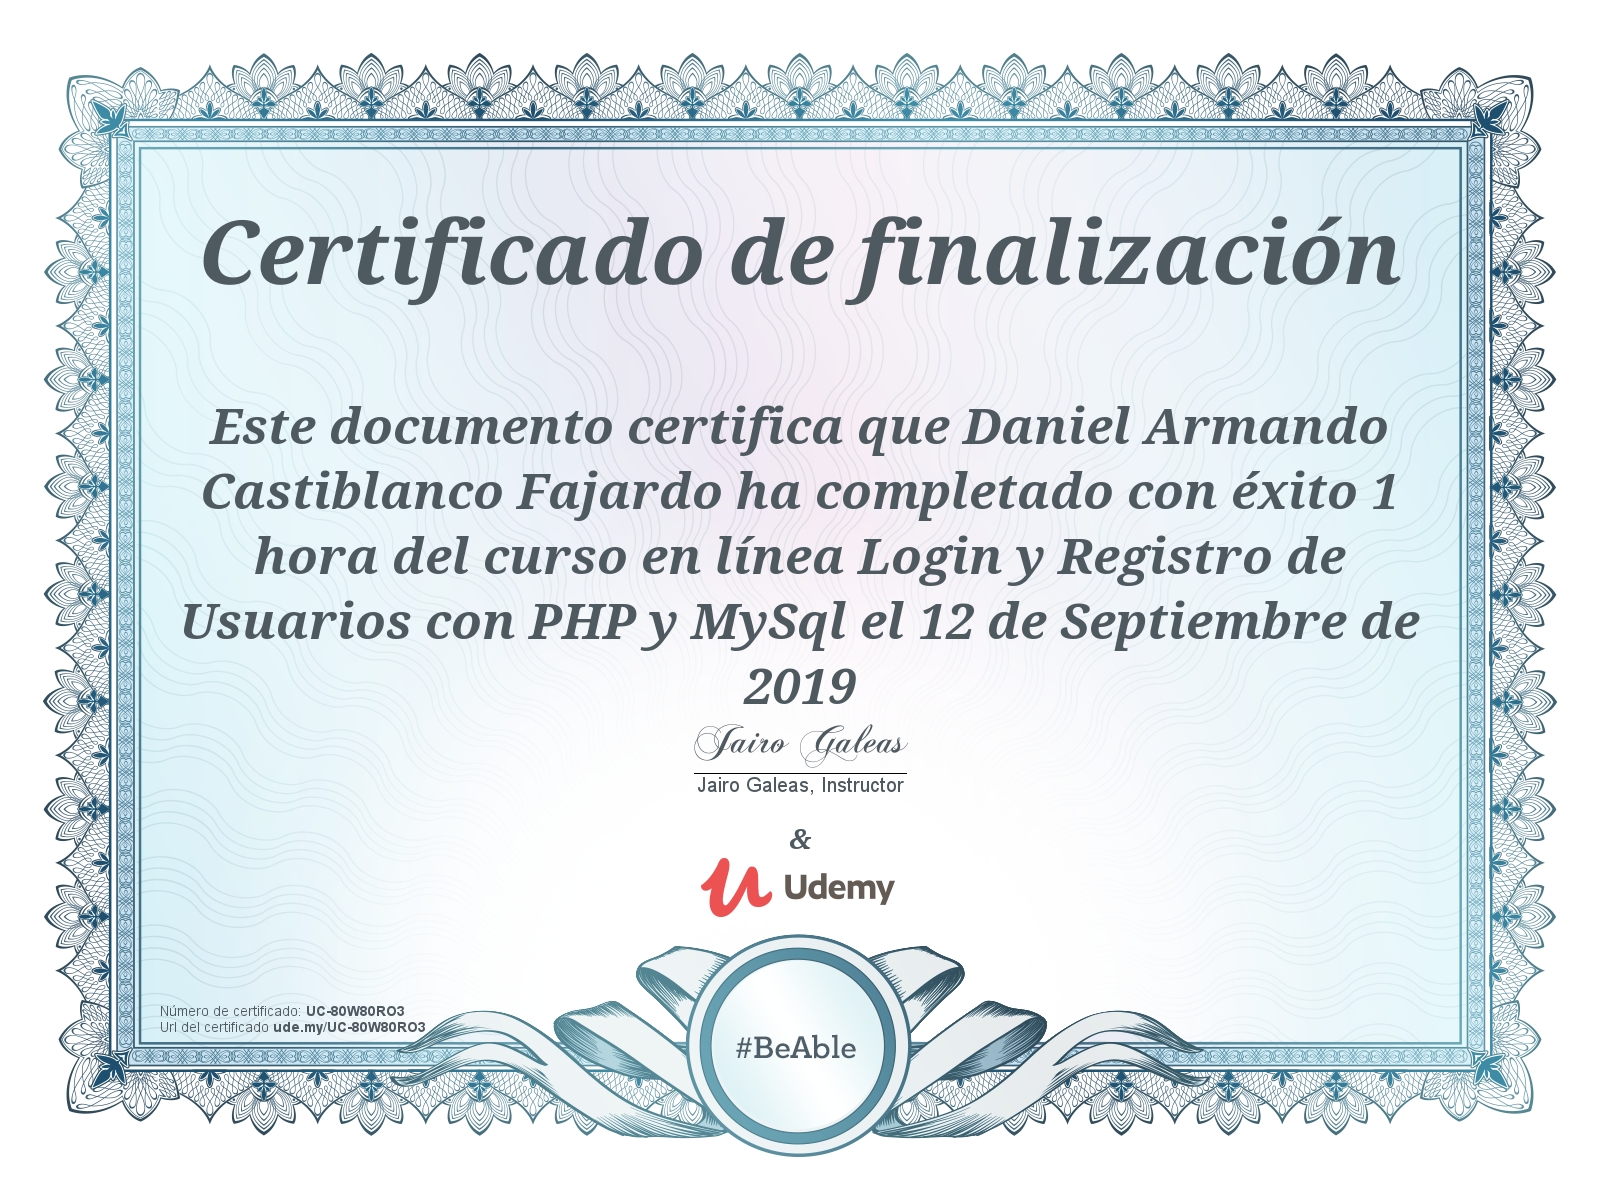 Certificado de finalización
Este documento certifica que Daniel Armando
Castiblanco Fajardo ha completado con éxito 1
hora del curso en línea Login y Registro de
Usuarios con PHP y MySql el 12 de Septiembre de
2019
Jairo Galeas
Jairo Galeas, Instructor
&
Udemy
Número de certificado: UC-80W80RO3
Url del certificado ude.my/UC-80W80RO3
#BeAble